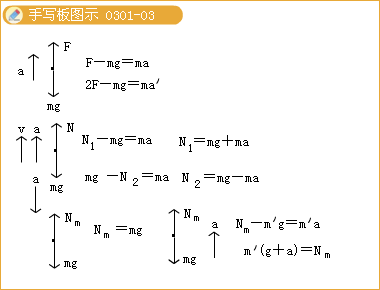 手写板图示 0301-03
F
a
F－mg＝ma
2F－mg＝ma′
mg
v a N
N₁－mg＝ma N₁＝mg＋ma
mg －N₂＝ma N₂＝mg－ma
a mg
Nₘ Nₘ＝mg Nₘ a Nₘ－m′g＝m′a
mg mg m′(g＋a)＝Nₘ